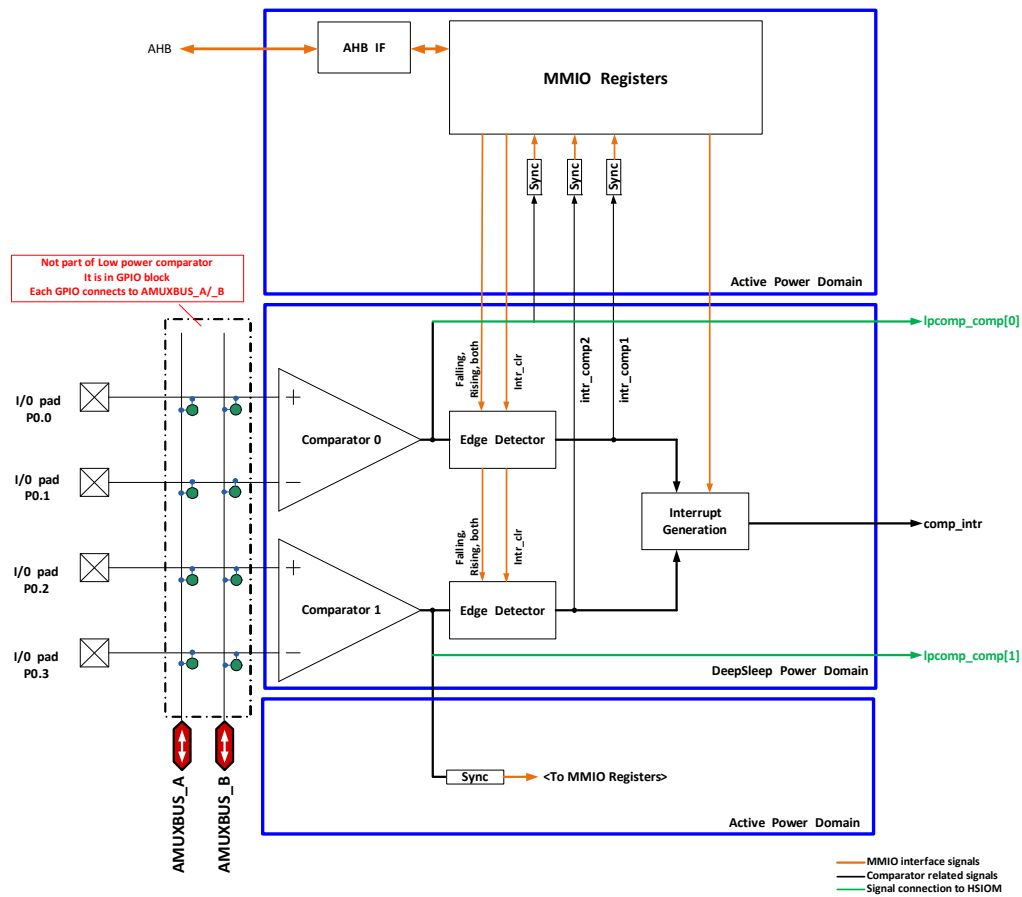 AHB
AHB IF
MMIO Registers
Sync
Sync
Sync
Active Power Domain
Not part of Low power comparator
It is in GPIO block
Each GPIO connects to AMUXBUS_A/_B
lpcomp_comp[0]
Falling,
Rising, both
Intr_clr
intr_comp2
intr_comp1
I/0 pad
P0.0
+
Comparator 0
Edge Detector
I/0 pad
P0.1
−
Interrupt
Generation
comp_intr
Falling,
Rising, both
Intr_clr
I/0 pad
P0.2
+
Comparator 1
Edge Detector
I/0 pad
P0.3
−
lpcomp_comp[1]
DeepSleep Power Domain
AMUXBUS_A
AMUXBUS_B
Sync
<To MMIO Registers>
Active Power Domain
MMIO interface signals
Comparator related signals
Signal connection to HSIOM